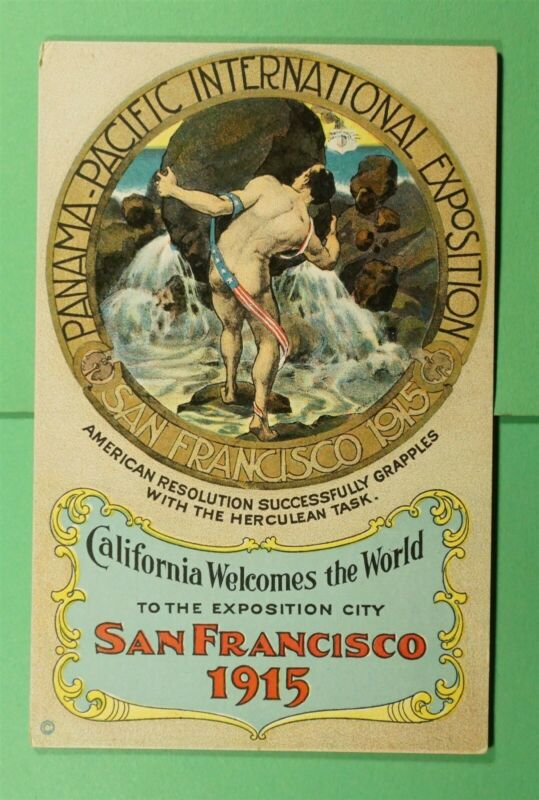 PANAMA-PACIFIC INTERNATIONAL EXPOSITION
SAN FRANCISCO 1915
AMERICAN RESOLUTION SUCCESSFULLY GRAPPLES
WITH THE HERCULEAN TASK.
California Welcomes the World
TO THE EXPOSITION CITY
SAN FRANCISCO
1915
©